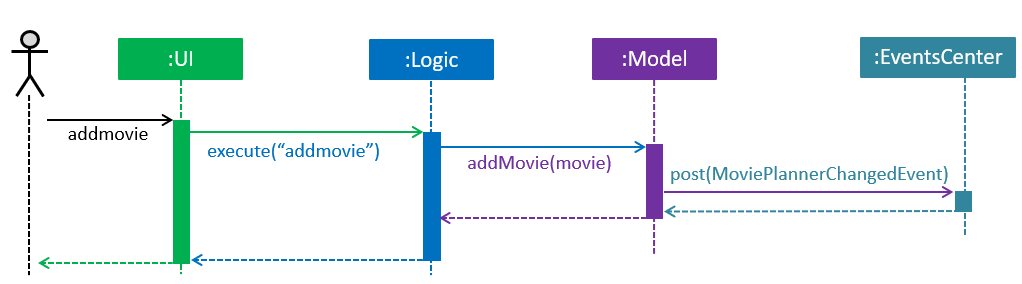 :UI
:Logic
:Model
:EventsCenter
addmovie
execute(“addmovie”)
addMovie(movie)
post(MoviePlannerChangedEvent)